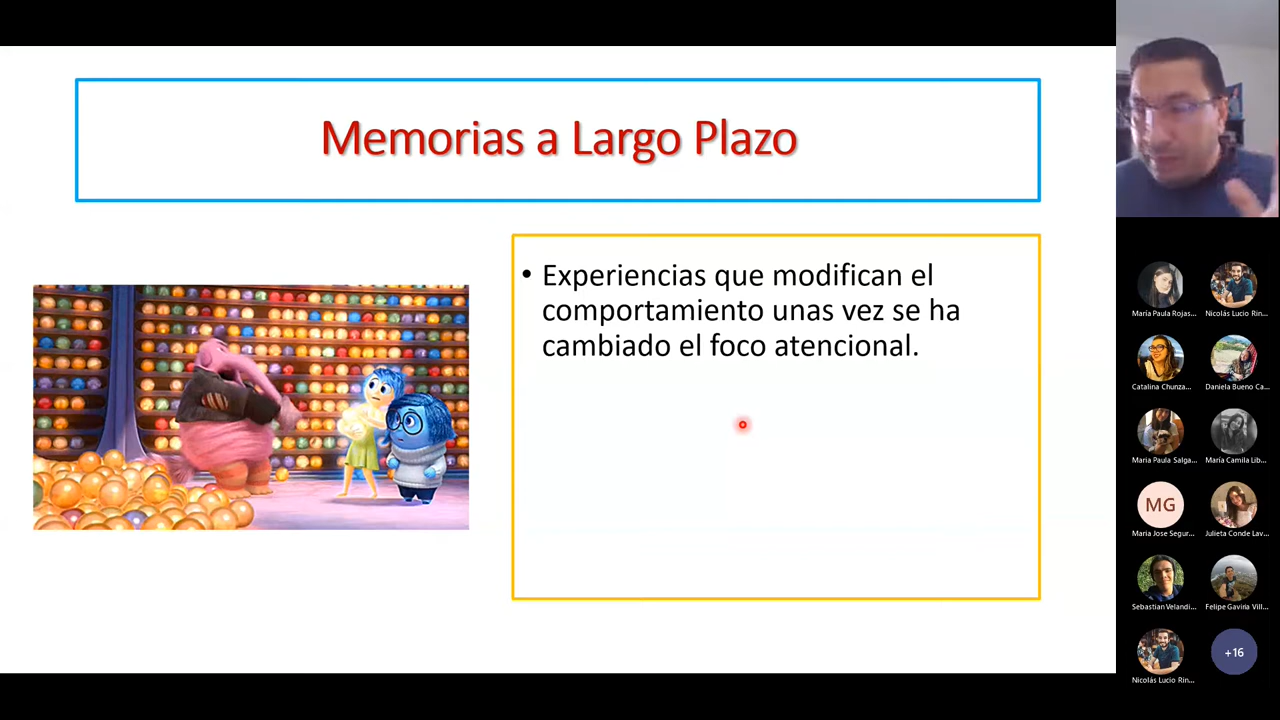 Memorias a Largo Plazo
• Experiencias que modifican el
comportamiento unas vez se ha
cambiado el foco atencional.
María Paula Rojas...
Nicolás Lucio Rin...
Catalina Chunza...
Daniela Bueno Ca...
Maria Paula Salga...
María Camila Lib...
MG
Maria Jose Segur...
Julieta Conde Lav...
Sebastian Velandi...
Felipe Gaviria Vill...
Nicolás Lucio Rin...
+16